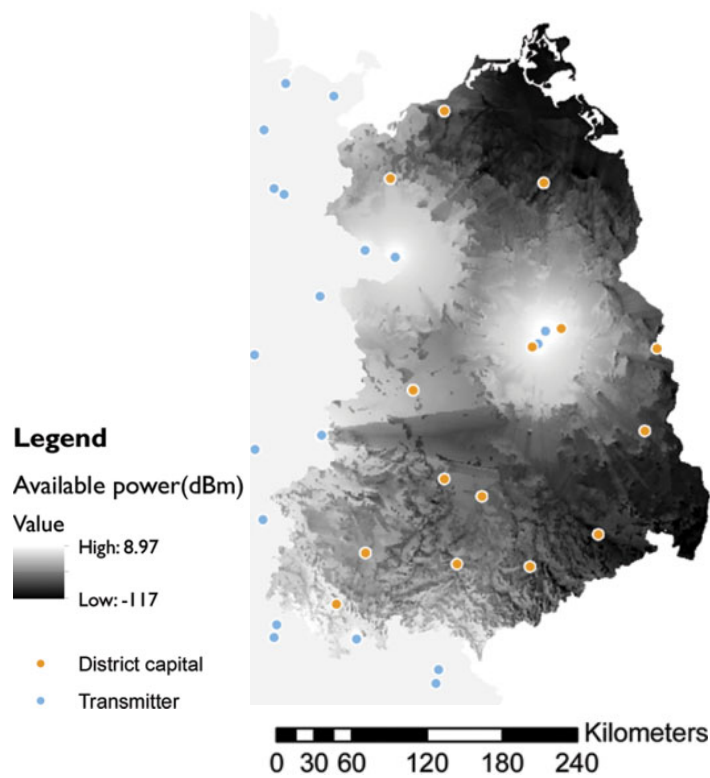 Legend
Available power(dBm)
Value
High: 8.97
Low: -117
District capital
Transmitter
Kilometers
0 30 60 120 180 240